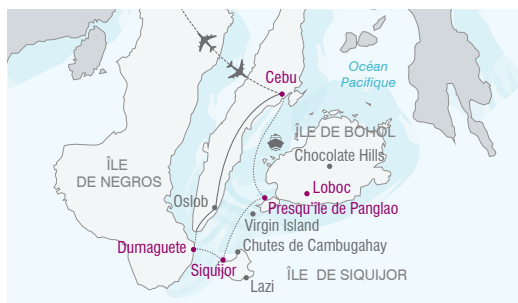 Océan
Pacifique
Cebu
ÎLE DE BOHOL
Chocolate Hills
ÎLE
DE NEGROS
Loboc
Oslob
Presqu'île de Panglao
Virgin Island
Dumaguete
Chutes de Cambugahay
Siquijor
ÎLE DE SIQUIJOR
Lazi